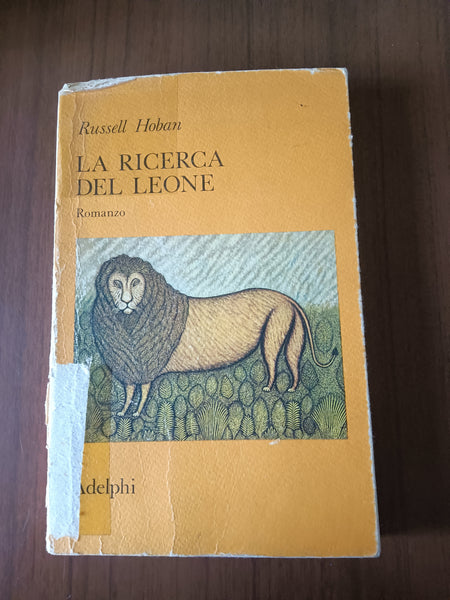 Russell Hoban
LA RICERCA
DEL LEONE
Romanzo
Adelphi